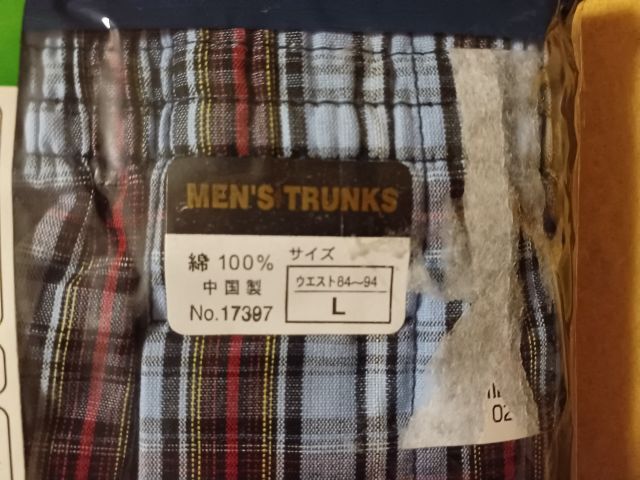 MEN'S TRUNKS
綿 100%
中国製
No.17397
サイズ
ウエスト84～94
L
02